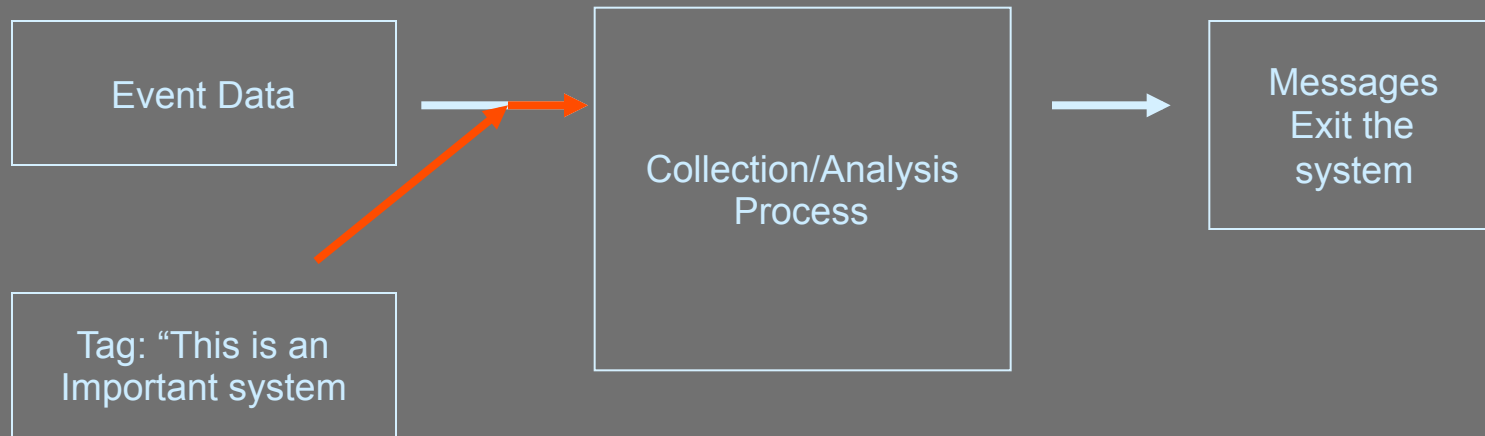 Event Data
Collection/Analysis
Process
Messages
Exit the
system
Tag: “This is an
Important system